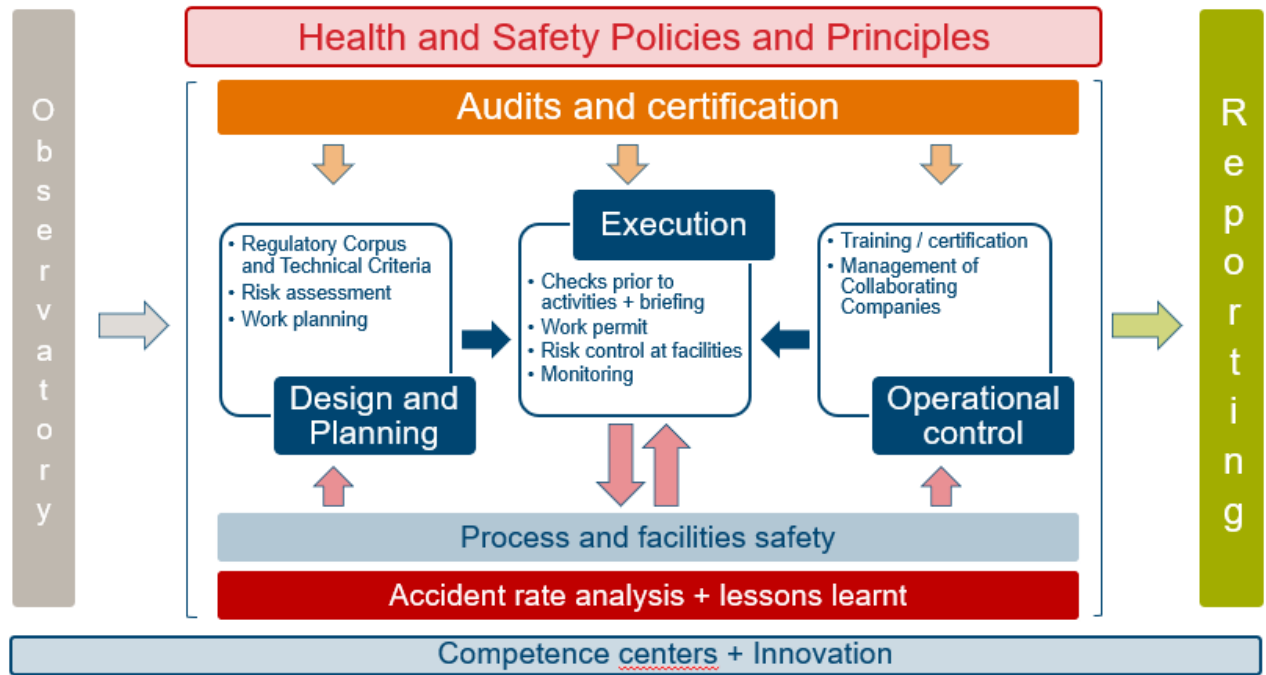 Health and Safety Policies and Principles
Observatory
Audits and certification
Reporting
Execution
• Regulatory Corpus
and Technical Criteria
• Risk assessment
• Work planning
Design and
Planning
• Checks prior to
activities + briefing
• Work permit
• Risk control at facilities
• Monitoring
• Training / certification
• Management of
Collaborating
Companies
Operational
control
Process and facilities safety
Accident rate analysis + lessons learnt
Competence centers + Innovation